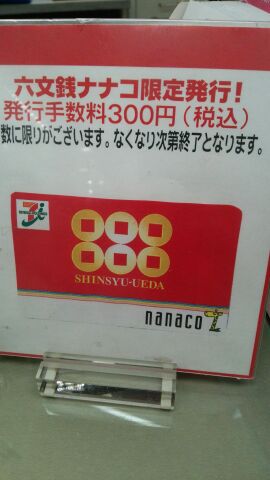 六文銭ナナコ限定発行!
発行手数料300円(税込)
数に限りがございます。なくなり次第終了となります。
SHINSYU-UEDA
nanaco